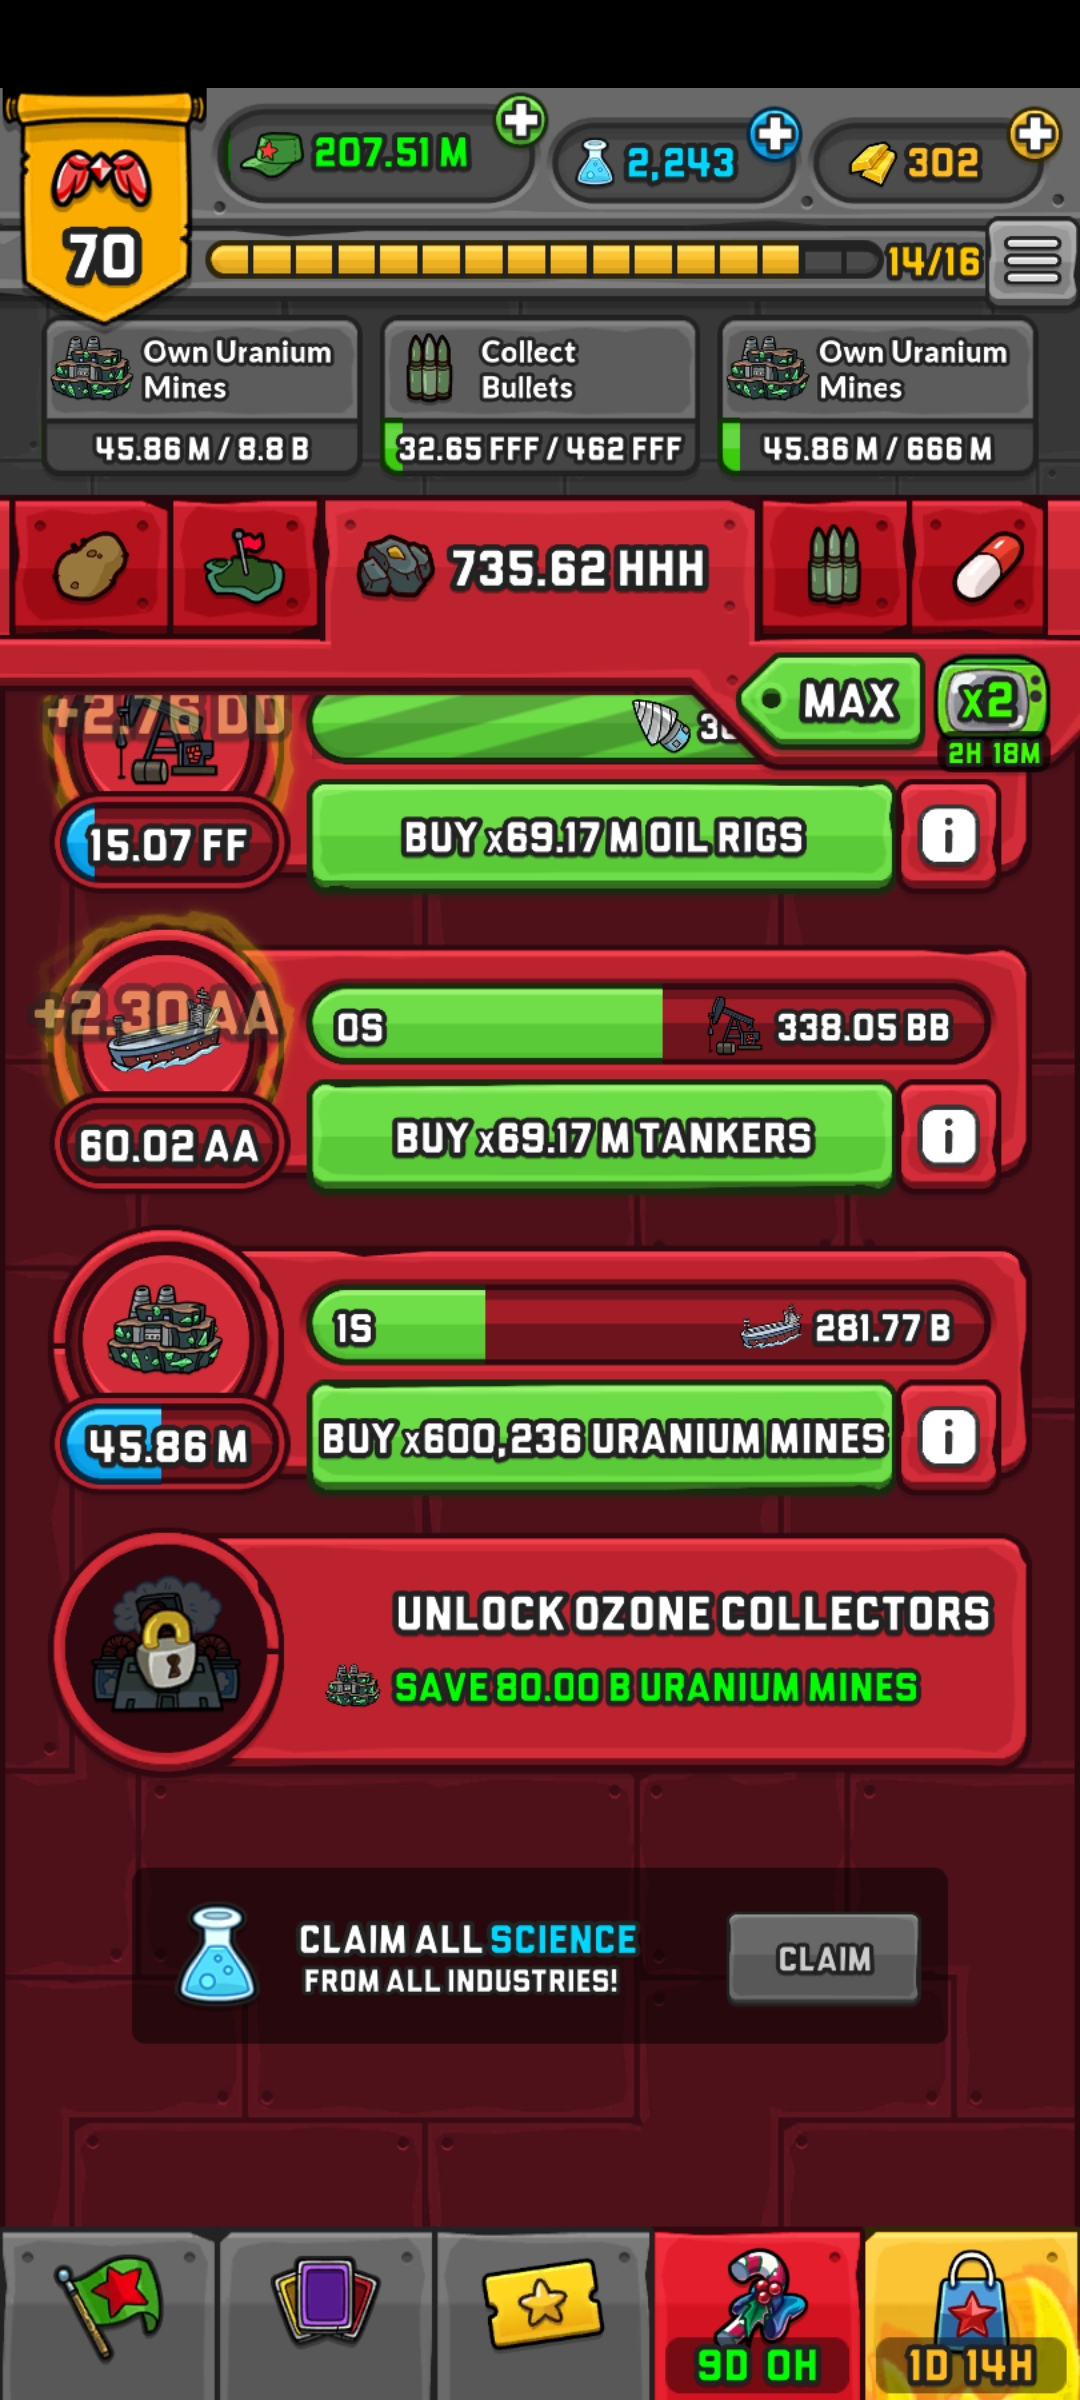 207.51 M
2,243
302
70
14/16
Own Uranium
Mines
45.86 M / 8.8 B
Collect
Bullets
32.65 FFF / 462 FFF
Own Uranium
Mines
45.86 M / 666 M
735.62 HHH
MAX
x2
2H 18M
+2.76 DD
15.07 FF
BUY x69.17 M OIL RIGS
i
+2.30 AA
0S
338.05 BB
60.02 AA
BUY x69.17 M TANKERS
i
1S
281.77 B
45.86 M
BUY x600,236 URANIUM MINES
i
UNLOCK OZONE COLLECTORS
SAVE 80.00 B URANIUM MINES
CLAIM ALL SCIENCE
FROM ALL INDUSTRIES!
CLAIM
9D 0H
1D 14H